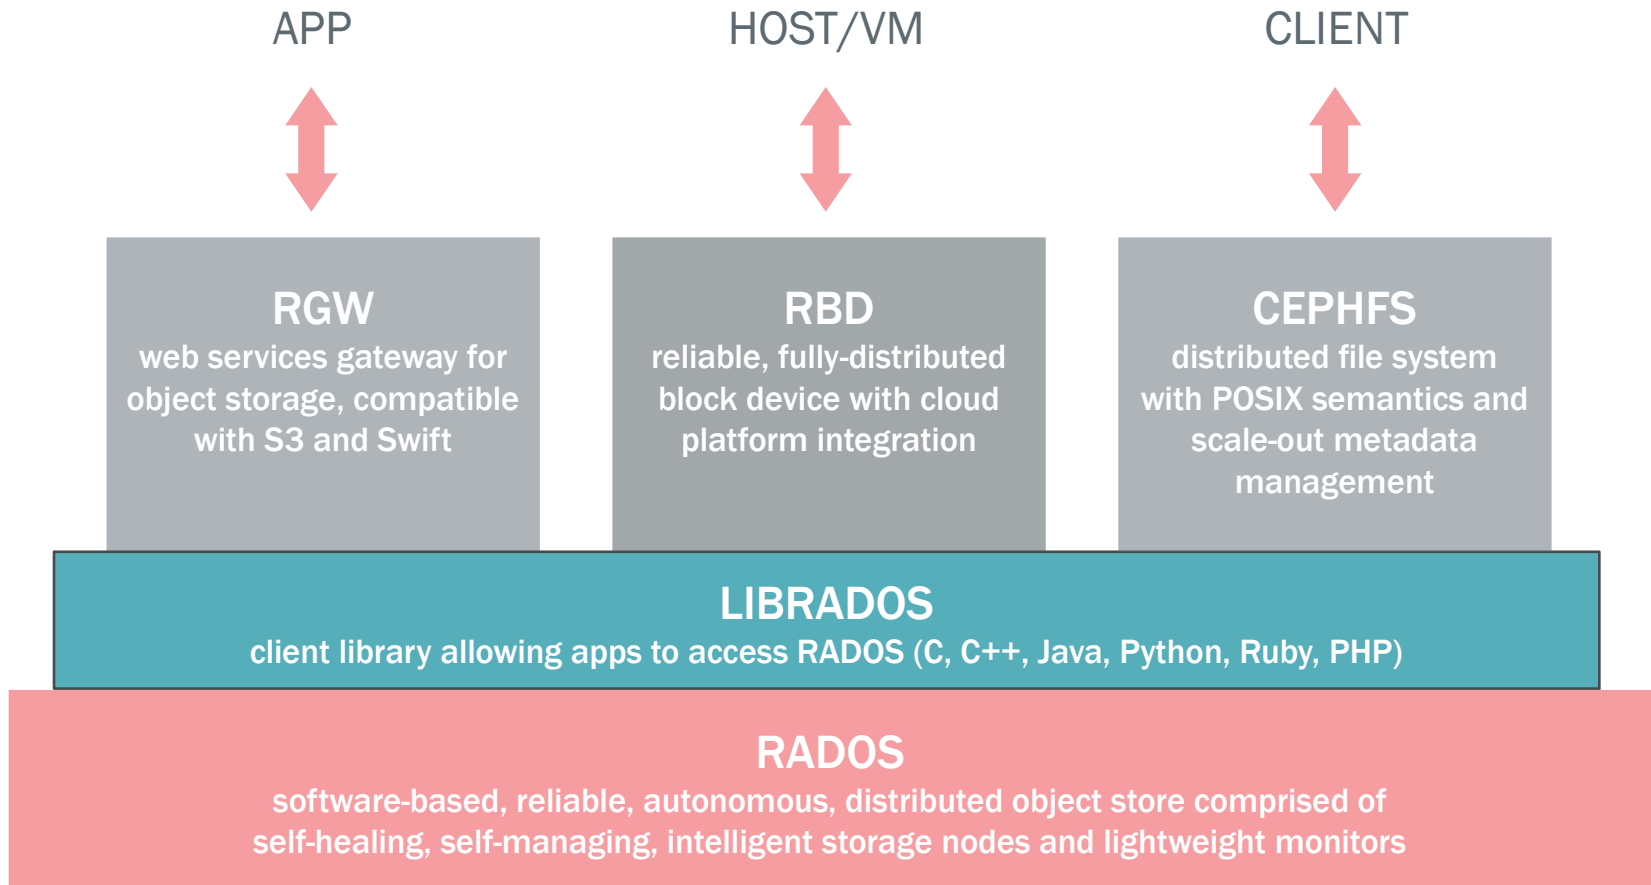 APP
HOST/VM
CLIENT
RGW
web services gateway for
object storage, compatible
with S3 and Swift
RBD
reliable, fully-distributed
block device with cloud
platform integration
CEPHFS
distributed file system
with POSIX semantics and
scale-out metadata
management
LIBRADOS
client library allowing apps to access RADOS (C, C++, Java, Python, Ruby, PHP)
RADOS
software-based, reliable, autonomous, distributed object store comprised of
self-healing, self-managing, intelligent storage nodes and lightweight monitors